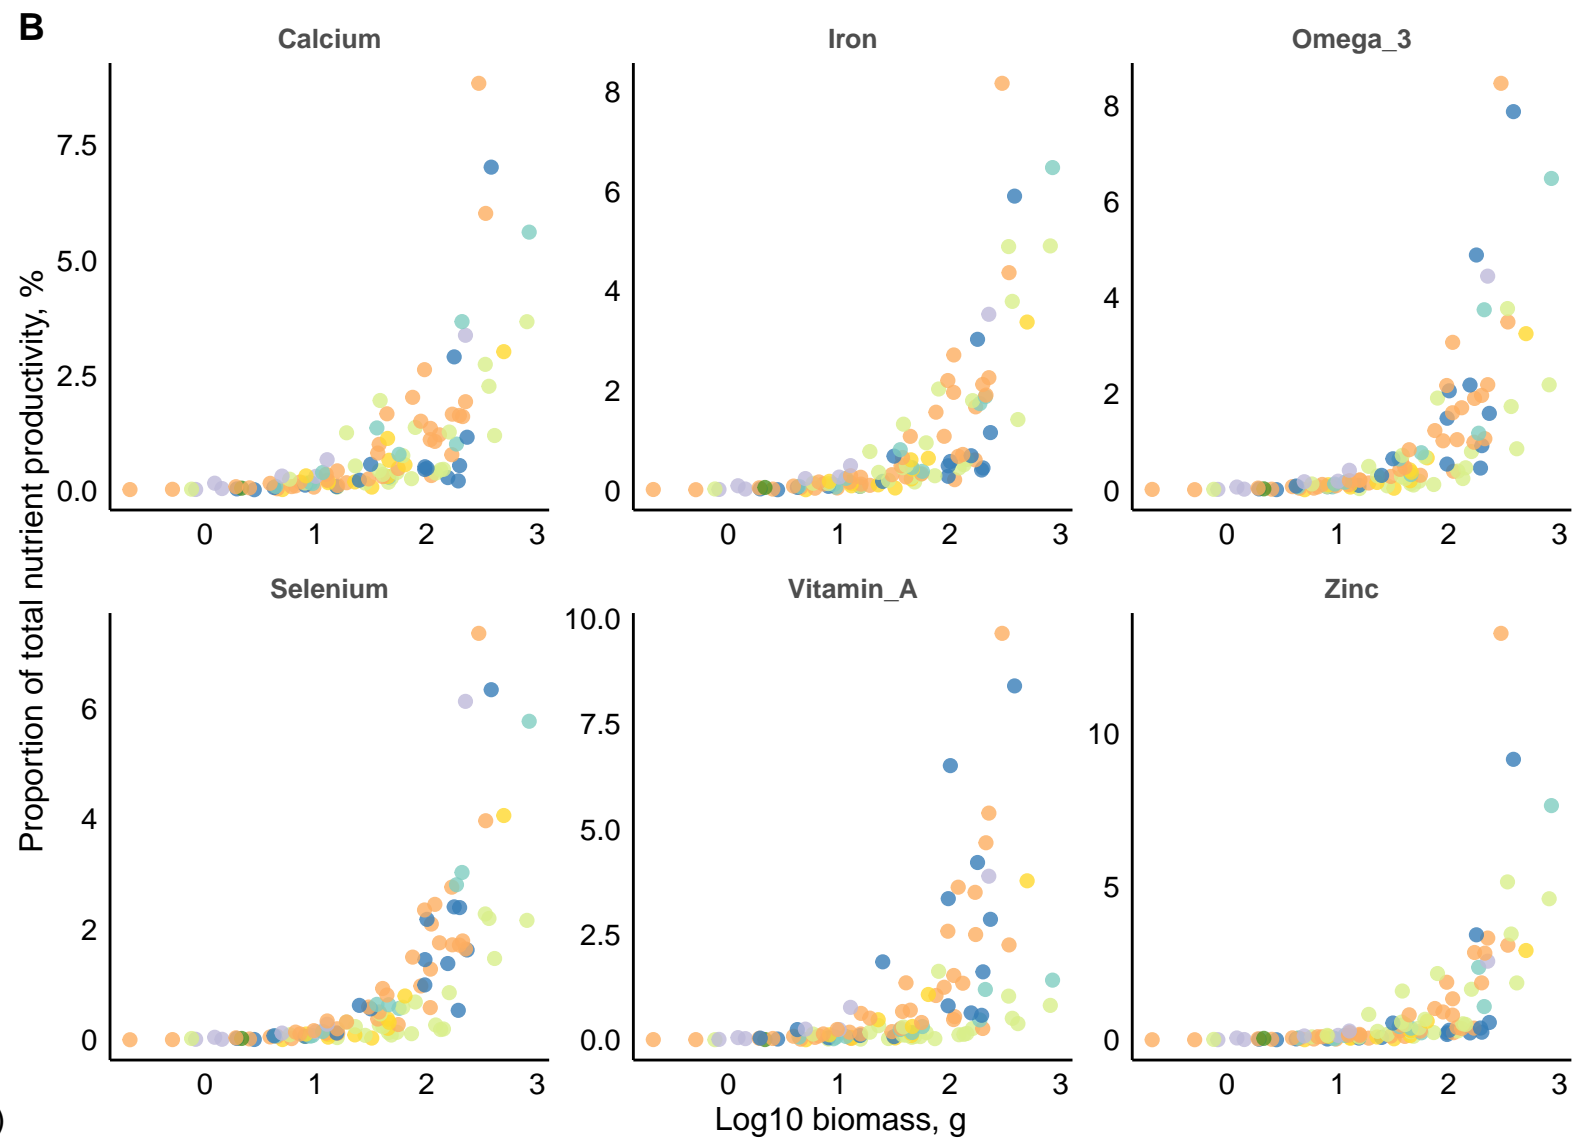 B
Calcium
Iron
Omega_3
Proportion of total nutrient productivity, %
7.5
5.0
2.5
0.0
0 1 2 3
8
6
4
2
0
0 1 2 3
8
6
4
2
0
0 1 2 3
Selenium
Vitamin_A
Zinc
6
4
2
0
0 1 2 3
10.0
7.5
5.0
2.5
0.0
0 1 2 3
10
5
0
0 1 2 3
Log10 biomass, g
)